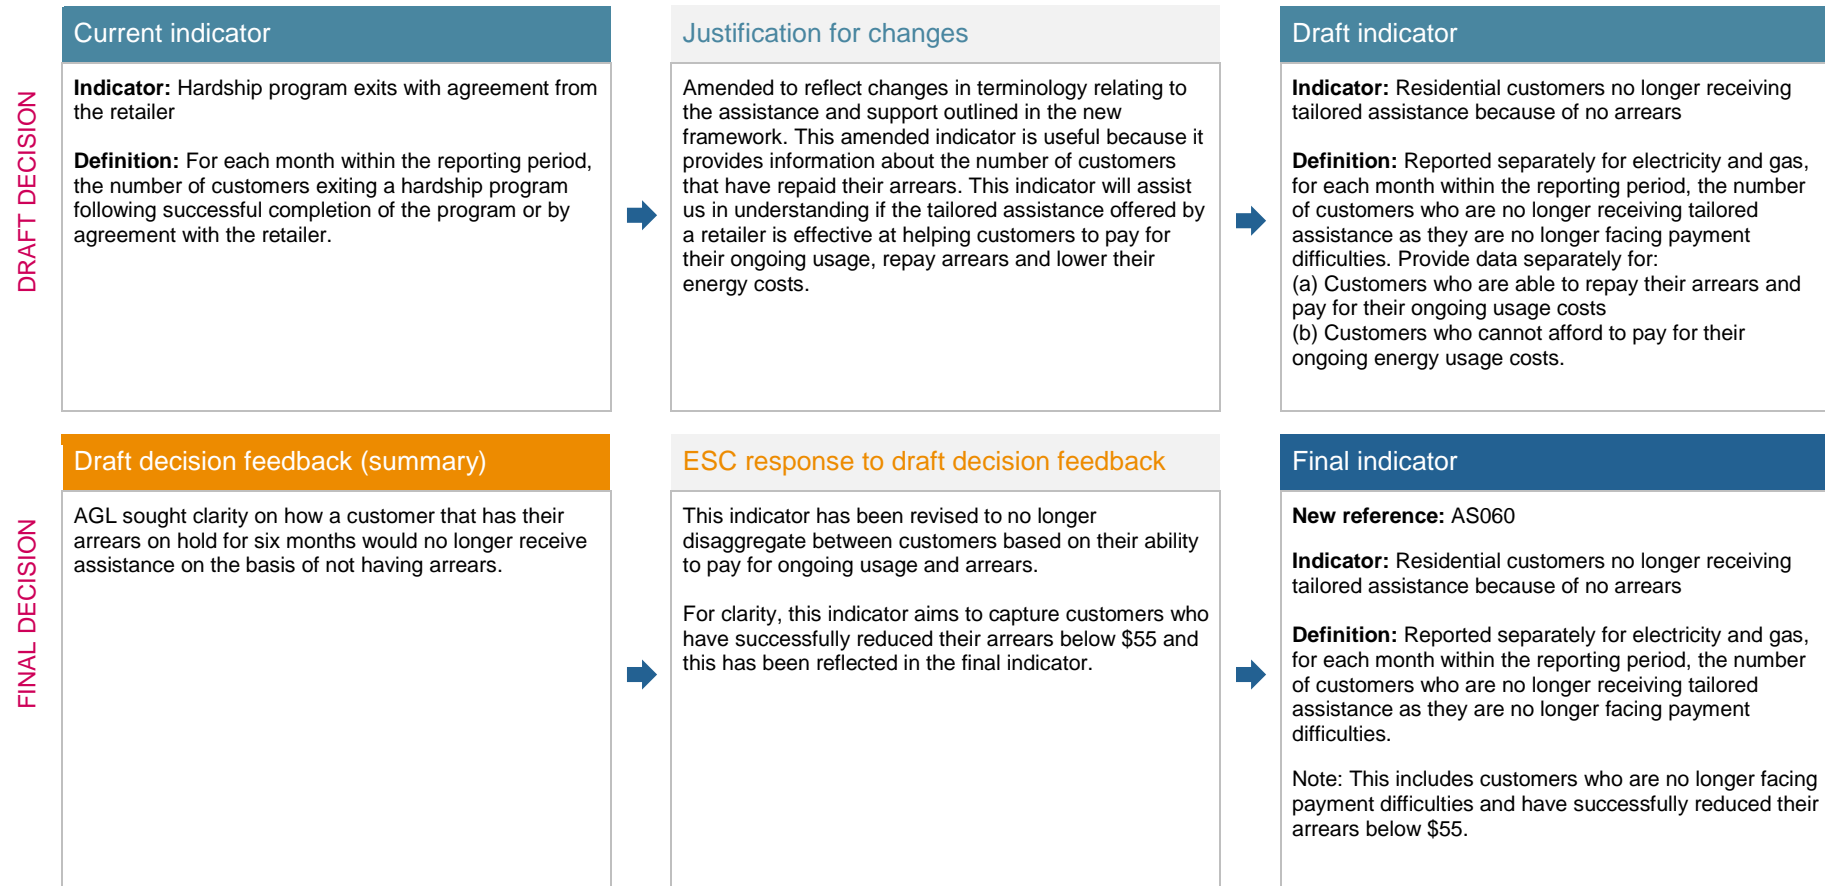 DRAFT DECISION
Current indicator
Indicator: Hardship program exits with agreement from
the retailer
Definition: For each month within the reporting period,
the number of customers exiting a hardship program
following successful completion of the program or by
agreement with the retailer.
Justification for changes
Amended to reflect changes in terminology relating to
the assistance and support outlined in the new
framework. This amended indicator is useful because it
provides information about the number of customers
that have repaid their arrears. This indicator will assist
us in understanding if the tailored assistance offered by
a retailer is effective at helping customers to pay for
their ongoing usage, repay arrears and lower their
energy costs.
Draft indicator
Indicator: Residential customers no longer receiving
tailored assistance because of no arrears
Definition: Reported separately for electricity and gas,
for each month within the reporting period, the number
of customers who are no longer receiving tailored
assistance as they are no longer facing payment
difficulties. Provide data separately for:
(a) Customers who are able to repay their arrears and
pay for their ongoing usage costs
(b) Customers who cannot afford to pay for their
ongoing energy usage costs.
FINAL DECISION
Draft decision feedback (summary)
AGL sought clarity on how a customer that has their
arrears on hold for six months would no longer receive
assistance on the basis of not having arrears.
ESC response to draft decision feedback
This indicator has been revised to no longer
disaggregate between customers based on their ability
to pay for ongoing usage and arrears.
For clarity, this indicator aims to capture customers who
have successfully reduced their arrears below $55 and
this has been reflected in the final indicator.
Final indicator
New reference: AS060
Indicator: Residential customers no longer receiving
tailored assistance because of no arrears
Definition: Reported separately for electricity and gas,
for each month within the reporting period, the number
of customers who are no longer receiving tailored
assistance as they are no longer facing payment
difficulties.
Note: This includes customers who are no longer facing
payment difficulties and have successfully reduced their
arrears below $55.